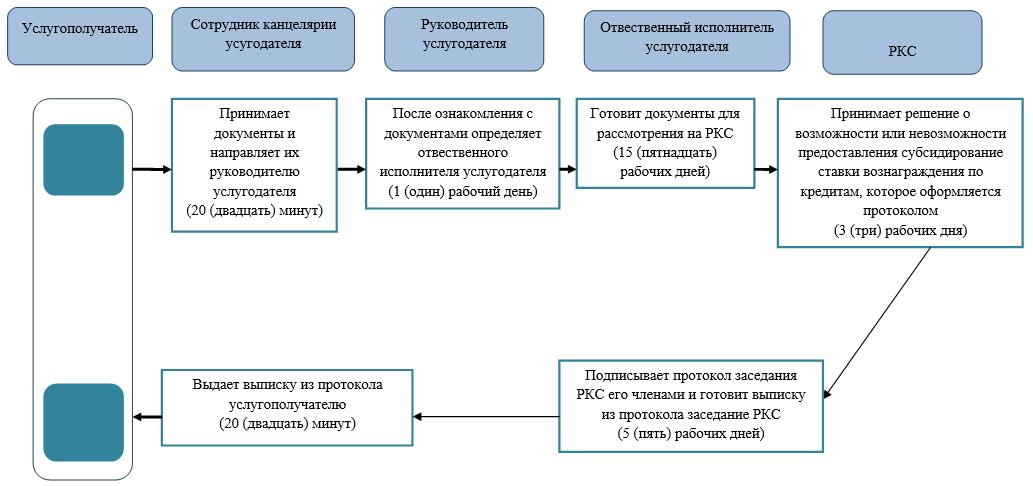 Услугополучатель
Сотрудник канцелярии
усугодателя
Руководитель
услугодателя
Отвественный исполнитель
услугодателя
РКС
Принимает
документы и
направляет их
руководителю
услугодателя
(20 (двадцать) минут)
После ознакомления с
документами определяет
отвественного
исполнителя услугодателя
(1 (один) рабочий день)
Готовит документы для
рассмотрения на РКС
(15 (пятнадцать)
рабочих дней)
Принимает решение о
возможности или невозможности
предоставления субсидирование
ставки вознаграждения по
кредитам, которое оформляется
протоколом
(3 (три) рабочих дня)
Выдает выписку из протокола
услугополучателю
(20 (двадцать) минут)
Подписывает протокол заседания
РКС его членами и готовит выписку
из протокола заседание РКС
(5 (пять) рабочих дней)